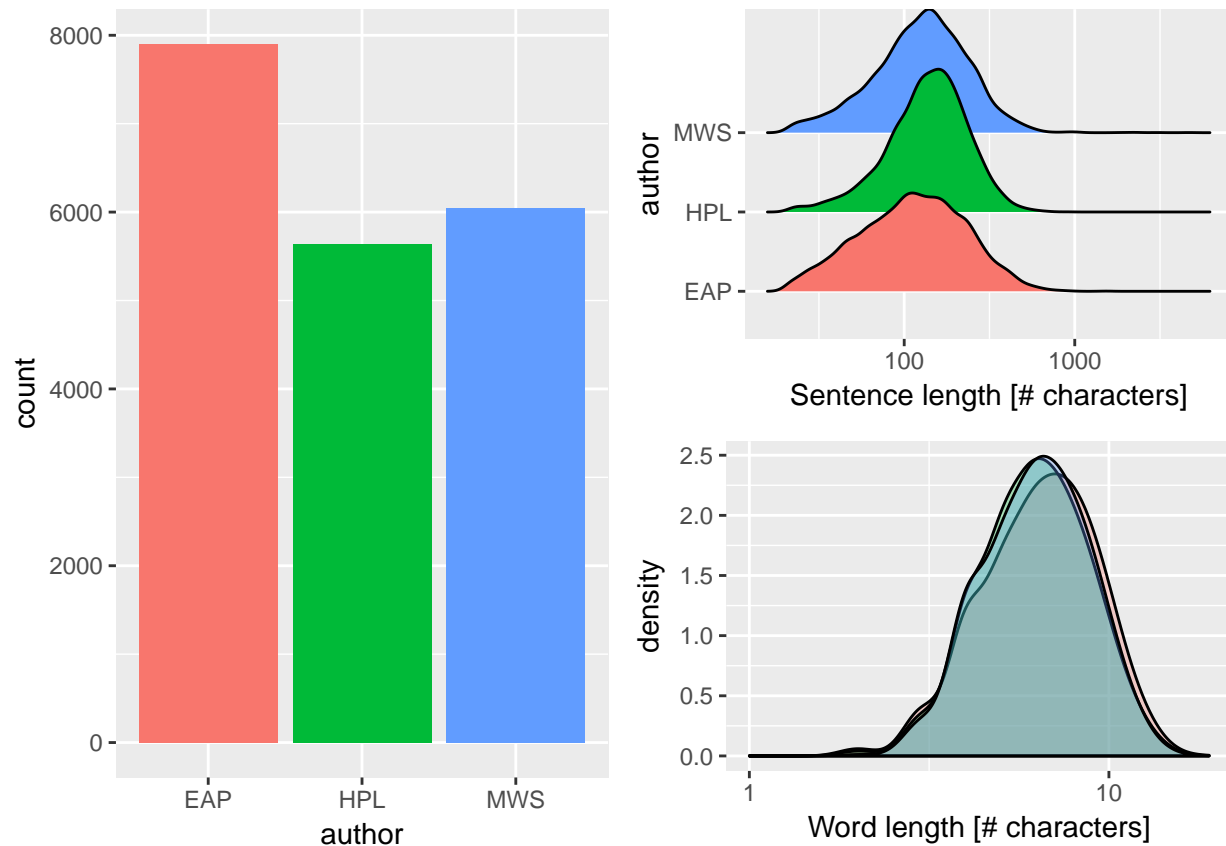 8000
6000
4000
2000
0
count
EAP HPL MWS
author
MWS
HPL
EAP
author
100 1000
Sentence length [# characters]
2.5
2.0
1.5
1.0
0.5
0.0
density
1 10
Word length [# characters]